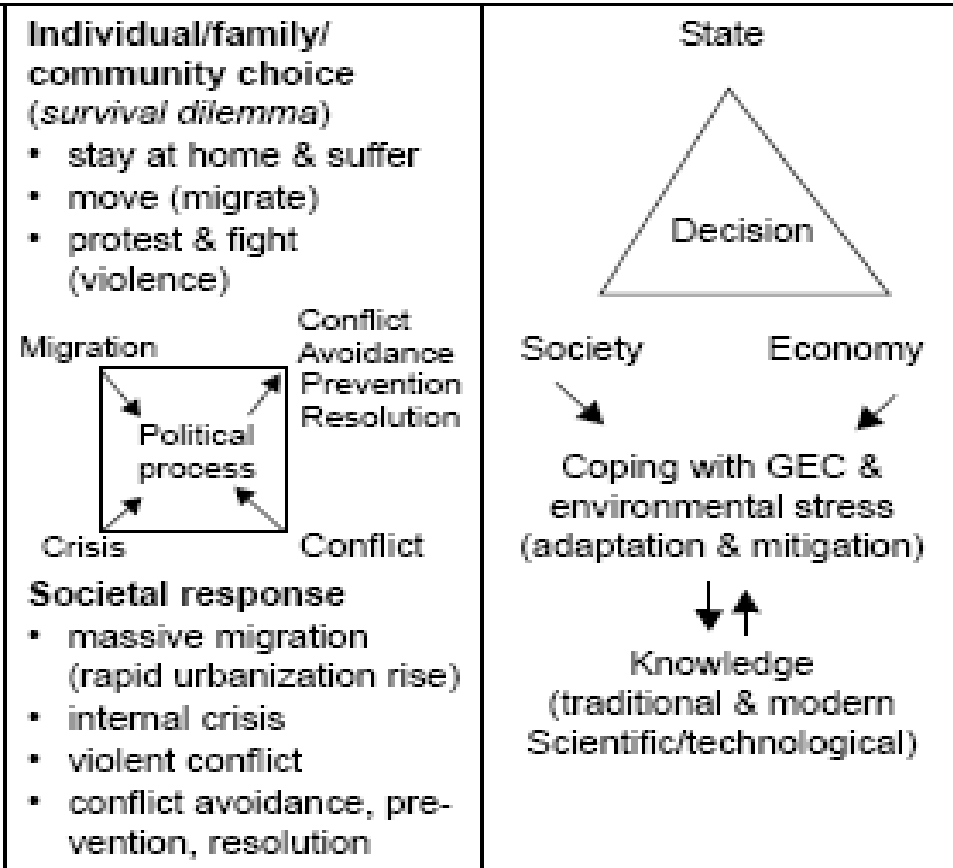 Individual/family/
community choice
(survival dilemma)
• stay at home & suffer
• move (migrate)
• protest & fight
(violence)
Migration
Conflict
Avoidance
Prevention
Resolution
Political
process
Crisis
Conflict
Societal response
• massive migration
(rapid urbanization rise)
• internal crisis
• violent conflict
• conflict avoidance, pre-
vention, resolution
State
Decision
Society
Economy
Coping with GEC &
environmental stress
(adaptation & mitigation)
Knowledge
(traditional & modern
Scientific/technological)